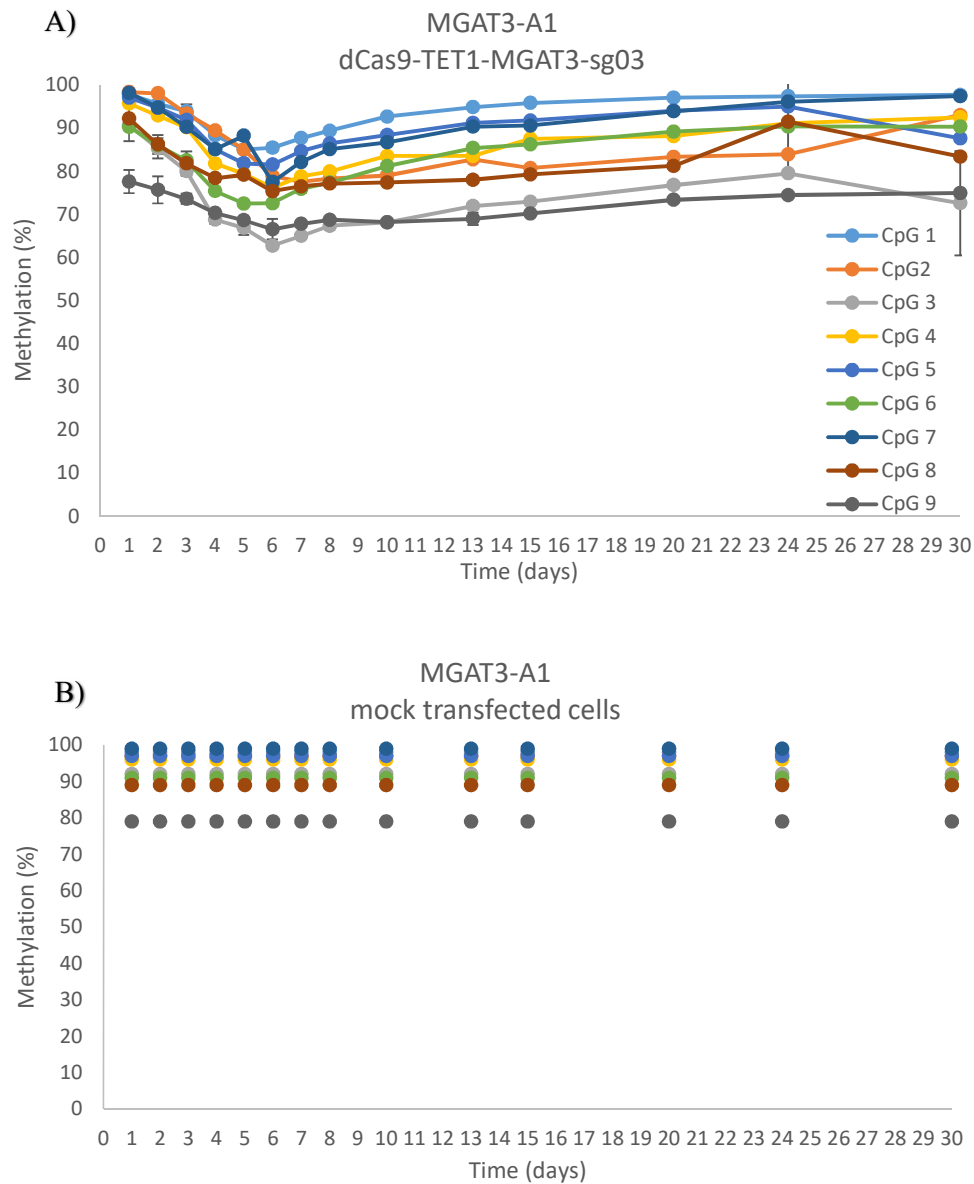 A)
MGAT3-A1
dCas9-TET1-MGAT3-sg03
100
90
80
70
60
50
40
30
20
10
0
Methylation (%)
CpG 1
CpG2
CpG 3
CpG 4
CpG 5
CpG 6
CpG 7
CpG 8
CpG 9
0 1 2 3 4 5 6 7 8 9 10 11 12 13 14 15 16 17 18 19 20 21 22 23 24 25 26 27 28 29 30
Time (days)
B)
MGAT3-A1
mock transfected cells
100
90
80
70
60
50
40
30
20
10
0
Methylation (%)
0 1 2 3 4 5 6 7 8 9 10 11 12 13 14 15 16 17 18 19 20 21 22 23 24 25 26 27 28 29 30
Time (days)